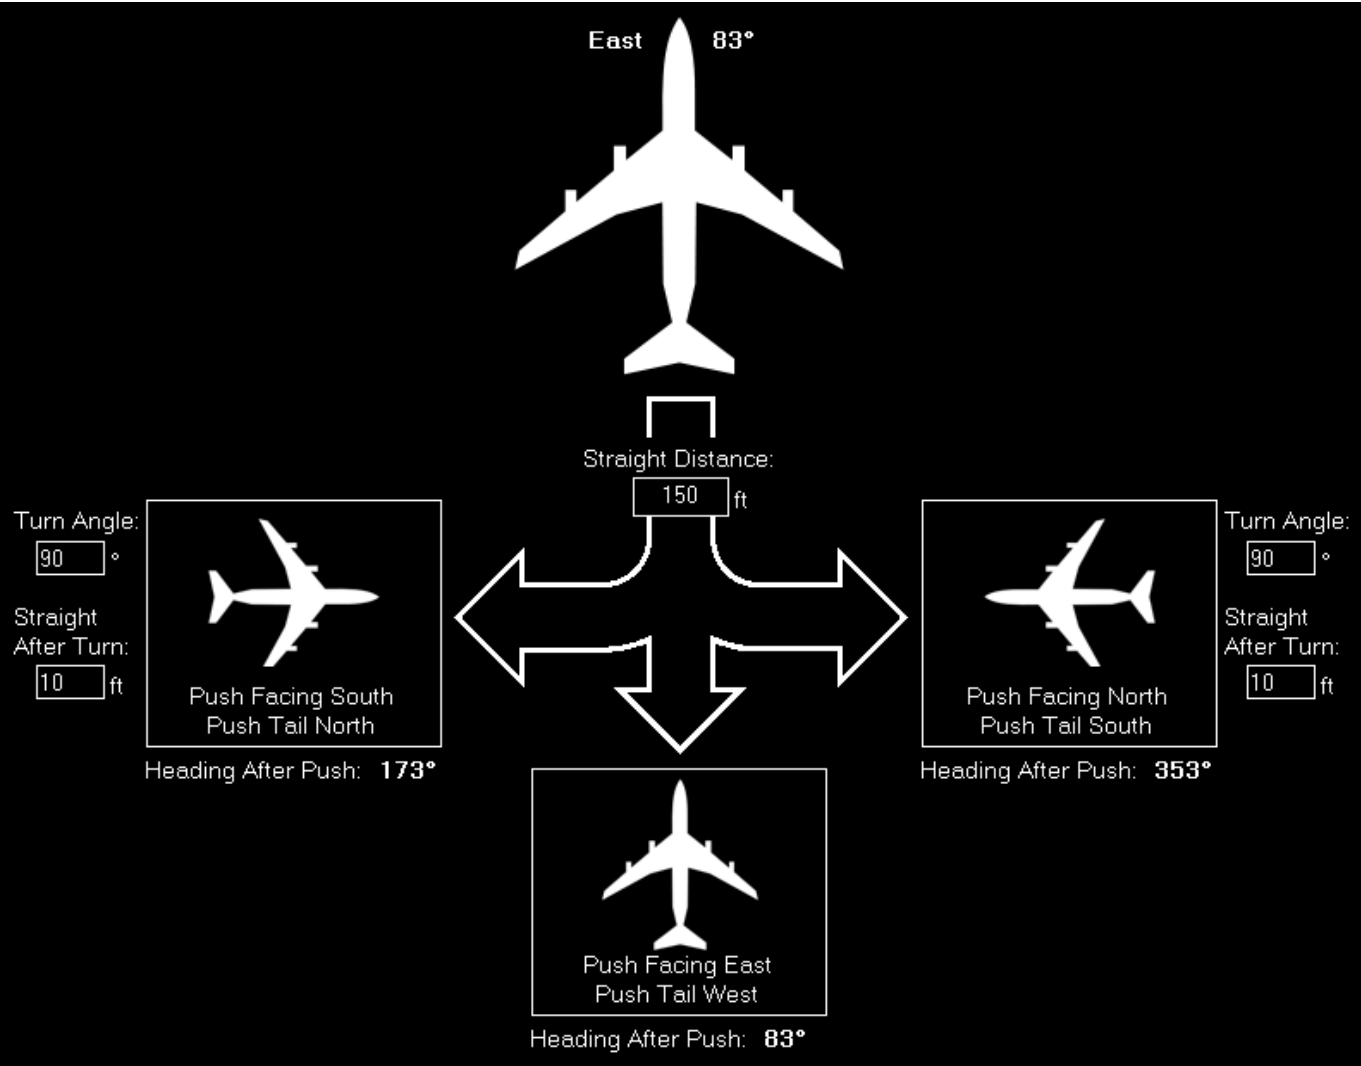 East 83°
Straight Distance:
150 ft
Turn Angle:
90 °
Straight
After Turn:
10 ft
Push Facing South
Push Tail North
Heading After Push: 173°
Push Facing North
Push Tail South
Heading After Push: 353°
Turn Angle:
90 °
Straight
After Turn:
10 ft
Push Facing East
Push Tail West
Heading After Push: 83°